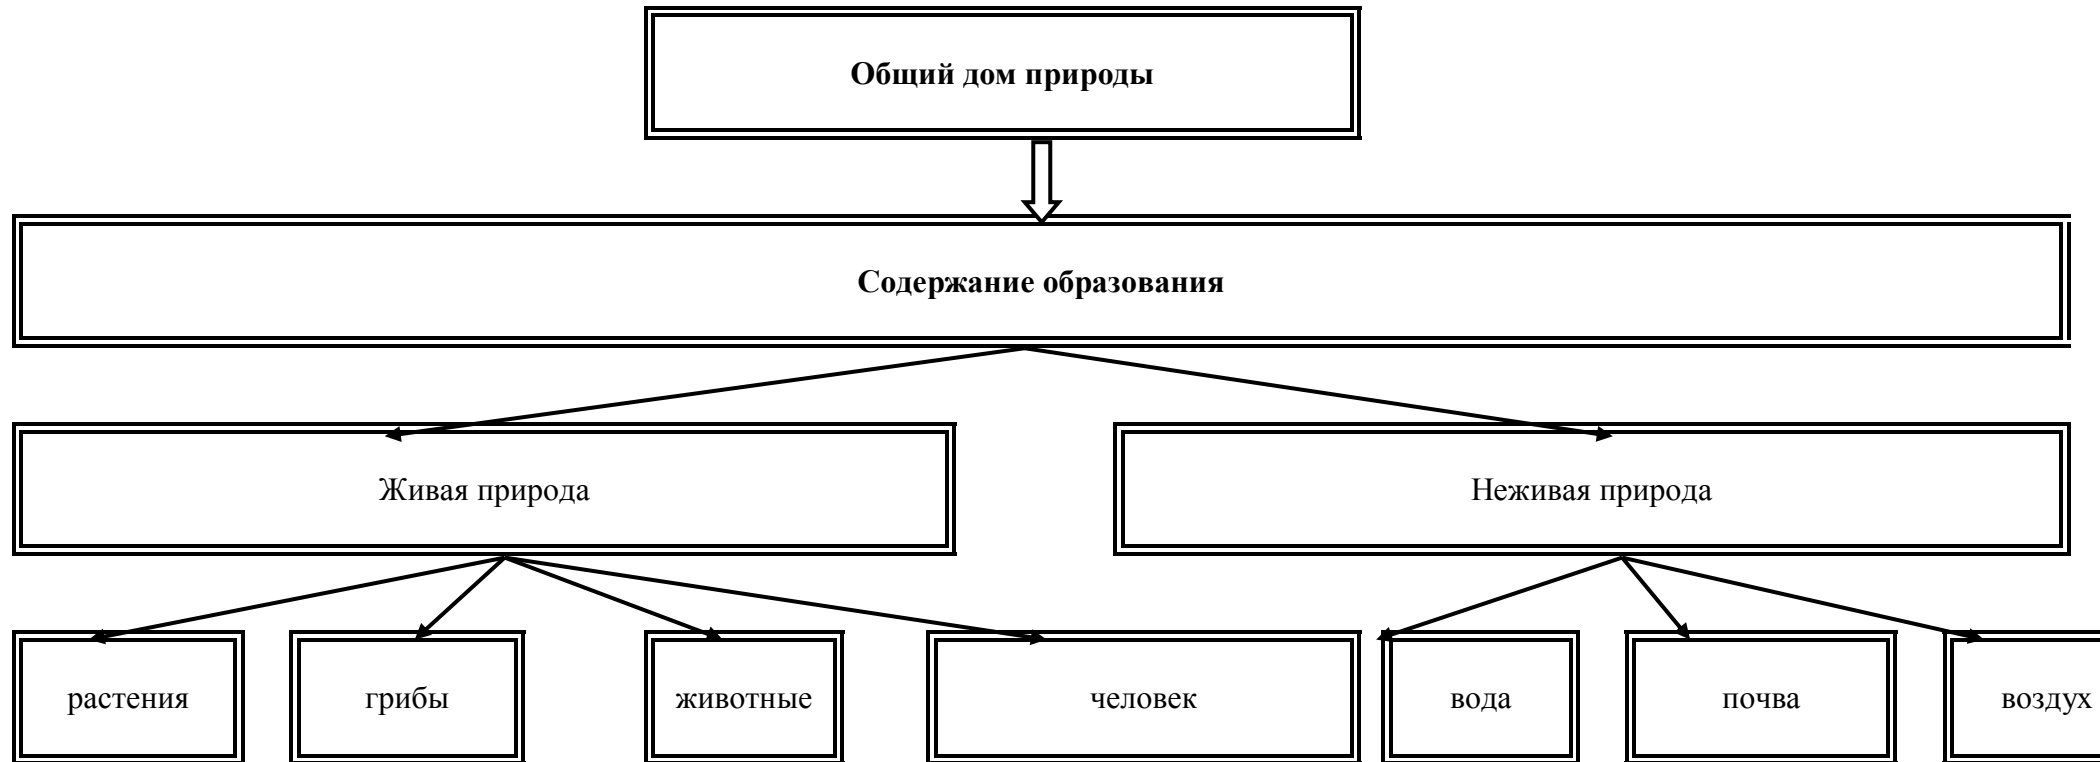 Общий дом природы
Содержание образования
Живая природа
Неживая природа
растения
грибы
животные
человек
вода
почва
воздух